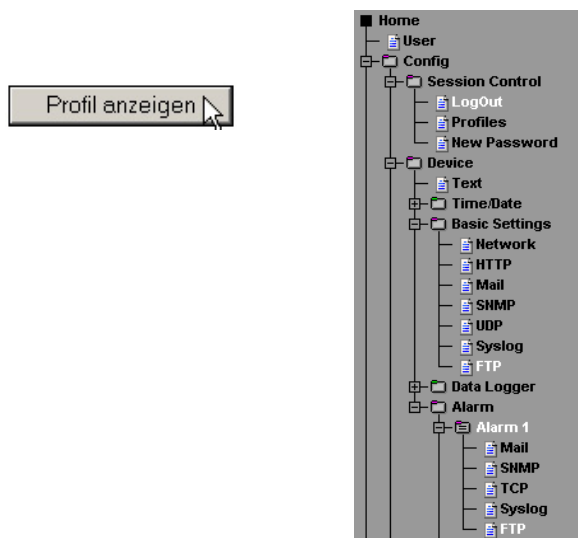 Profil anzeigen
Home
User
Config
Session Control
LogOut
Profiles
New Password
Device
Text
Time/Date
Basic Settings
Network
HTTP
Mail
SNMP
UDP
Syslog
FTP
Data Logger
Alarm
Alarm 1
Mail
SNMP
TCP
Syslog
FTP